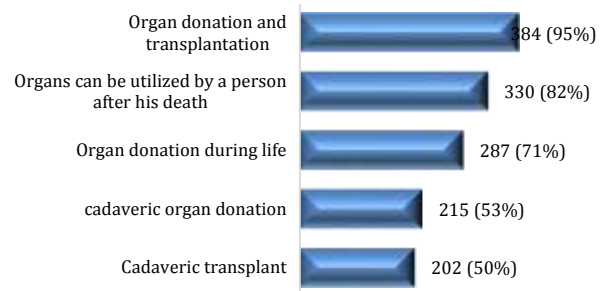 Organ donation and
transplantation
384 (95%)
Organs can be utilized by a person
after his death
330 (82%)
Organ donation during life
287 (71%)
cadaveric organ donation
215 (53%)
Cadaveric transplant
202 (50%)